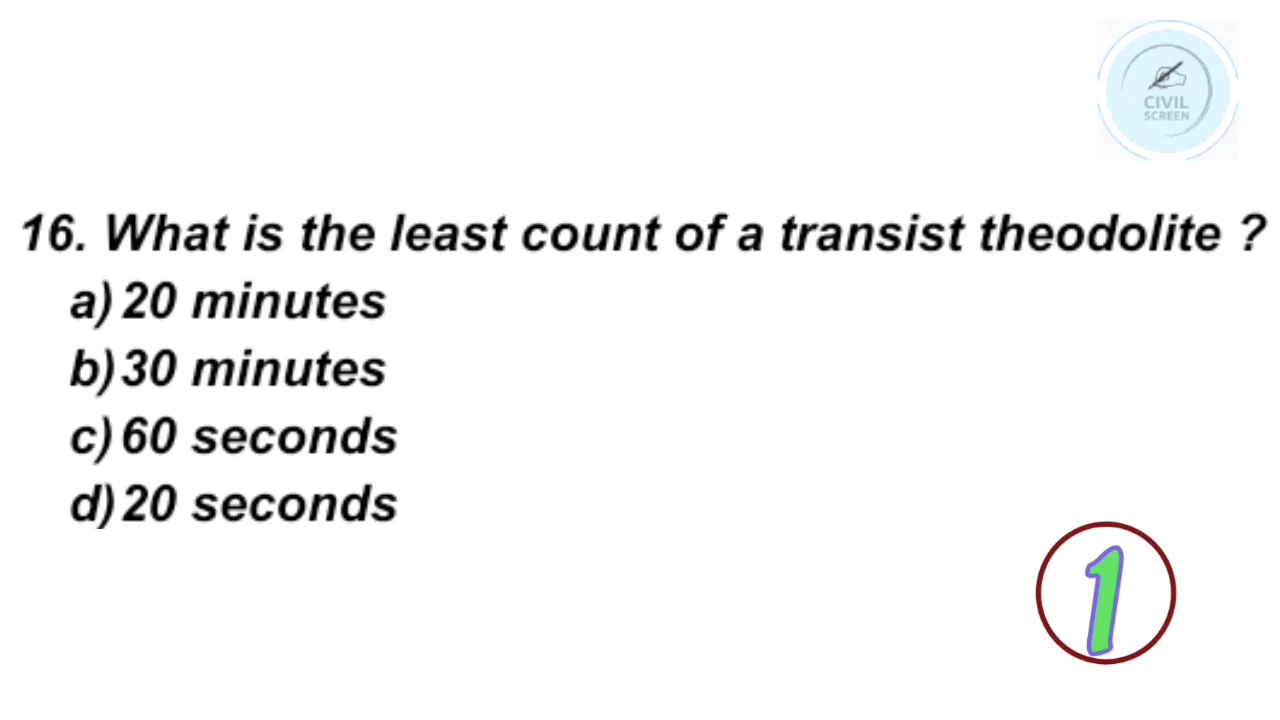 CIVIL
SCREEN
16. What is the least count of a transist theodolite ?
a) 20 minutes
b) 30 minutes
c) 60 seconds
d) 20 seconds
1